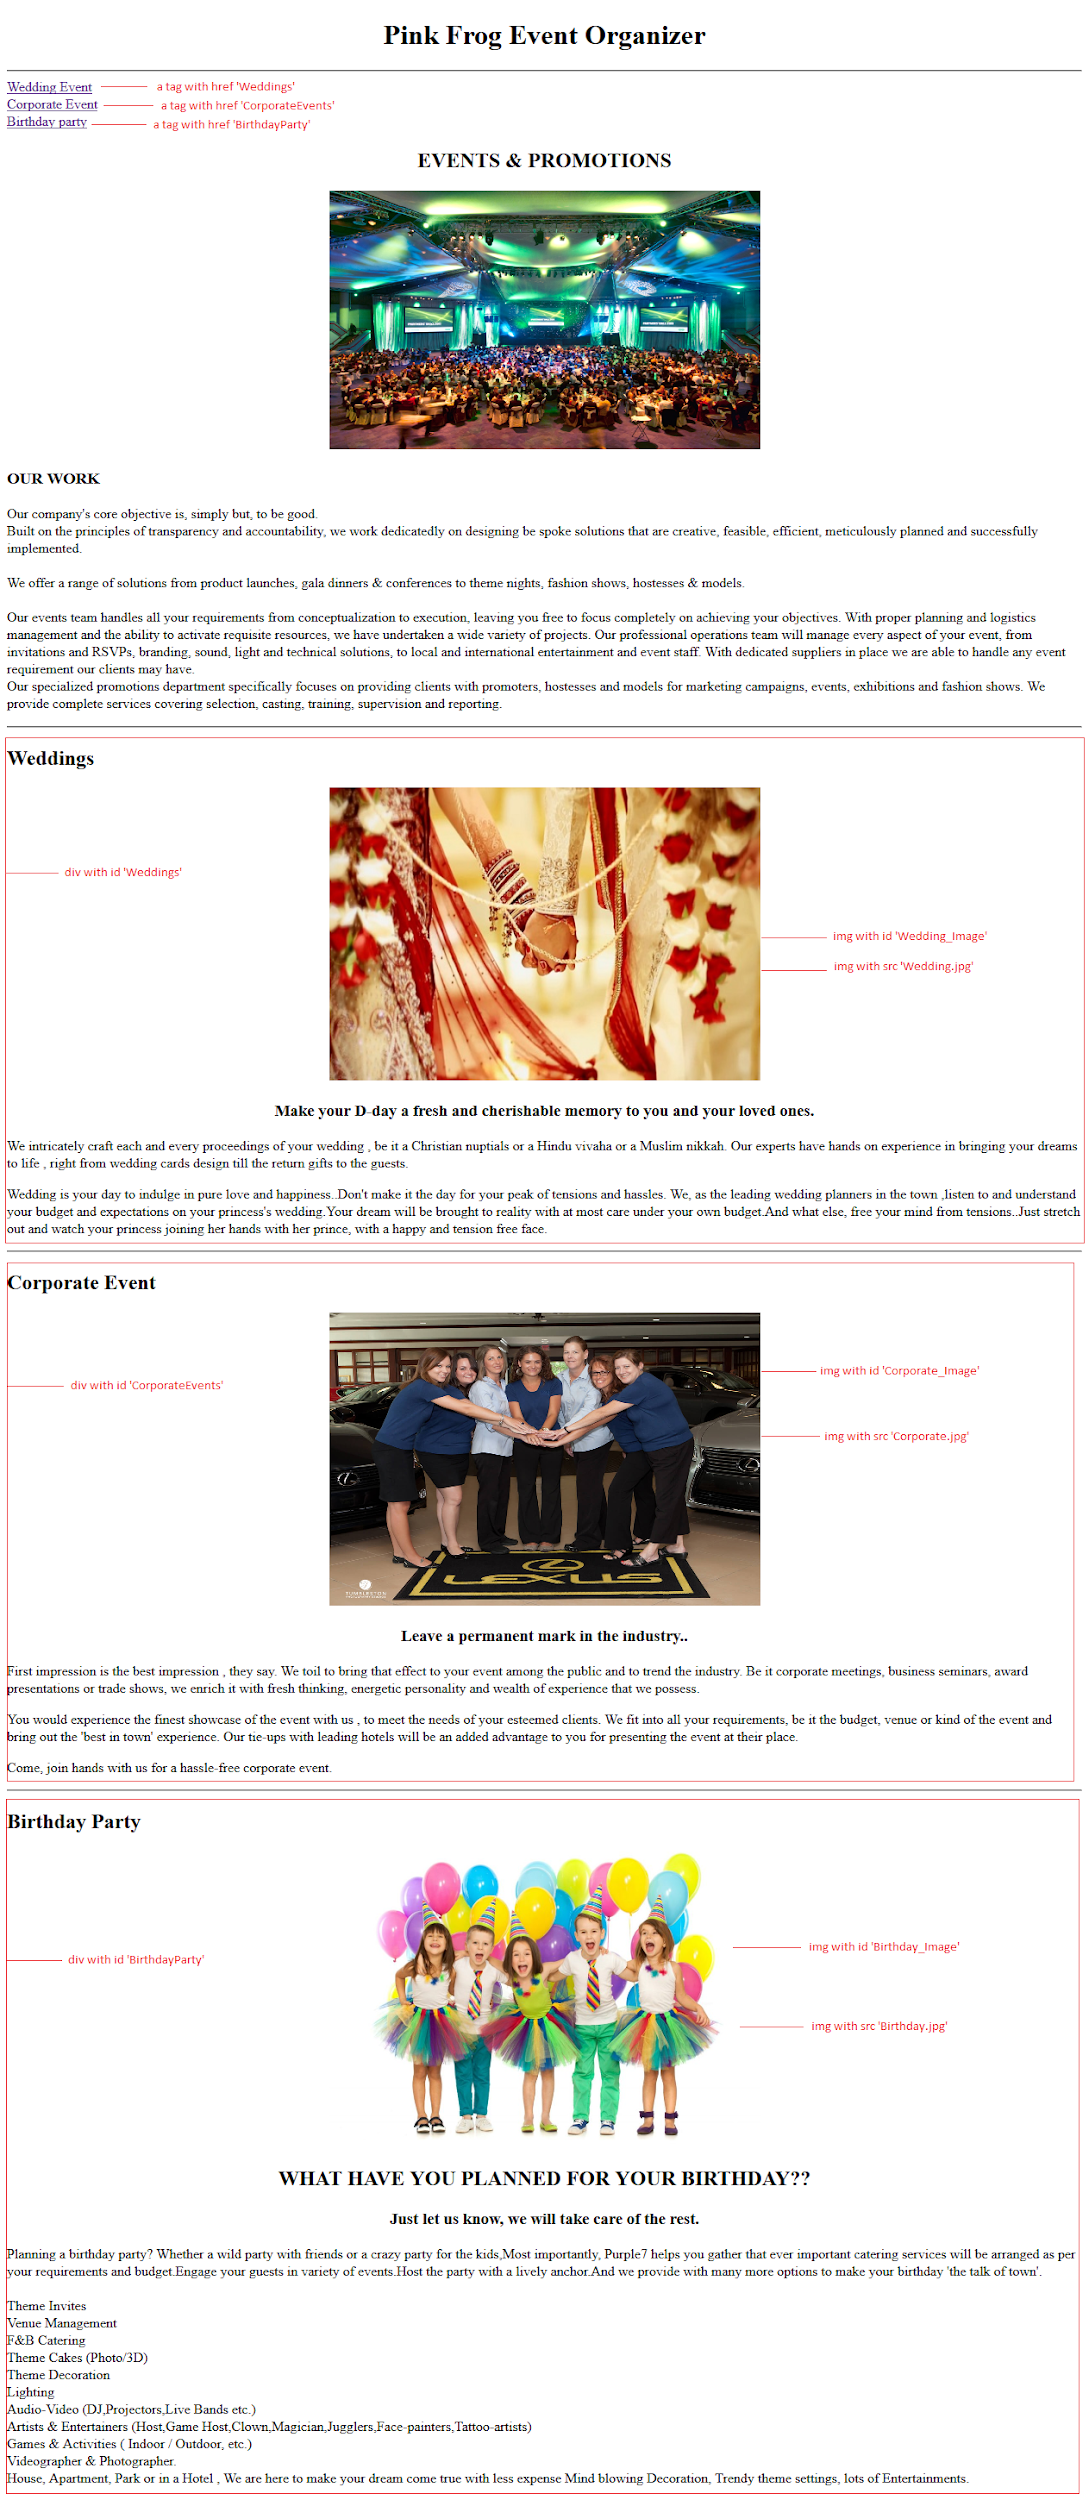 Pink Frog Event Organizer
Wedding Event a tag with href 'Weddings'
Corporate Event a tag with href 'CorporateEvents'
Birthday party a tag with href 'BirthdayParty'
EVENTS & PROMOTIONS
OUR WORK
Our company's core objective is, simply but, to be good.
Built on the principles of transparency and accountability, we work dedicatedly on designing be spoke solutions that are creative, feasible, efficient, meticulously planned and successfully
implemented.
We offer a range of solutions from product launches, gala dinners & conferences to theme nights, fashion shows, hostesses & models.
Our events team handles all your requirements from conceptualization to execution, leaving you free to focus completely on achieving your objectives. With proper planning and logistics
management and the ability to activate requisite resources, we have undertaken a wide variety of projects. Our professional operations team will manage every aspect of your event, from
invitations and RSVPs, branding, sound, light and technical solutions, to local and international entertainment and event staff. With dedicated suppliers in place we are able to handle any event
requirement our clients may have.
Our specialized promotions department specifically focuses on providing clients with promoters, hostesses and models for marketing campaigns, events, exhibitions and fashion shows. We
provide complete services covering selection, casting, training, supervision and reporting.
Weddings
div with id 'Weddings'
img with id 'Wedding_Image'
img with src 'Wedding.jpg'
Make your D-day a fresh and cherishable memory to you and your loved ones.
We intricately craft each and every proceedings of your wedding , be it a Christian nuptials or a Hindu vivaha or a Muslim nikkah. Our experts have hands on experience in bringing your dreams
to life , right from wedding cards design till the return gifts to the guests.
Wedding is your day to indulge in pure love and happiness..Don't make it the day for your peak of tensions and hassles. We, as the leading wedding planners in the town ,listen to and understand
your budget and expectations on your princess's wedding.Your dream will be brought to reality with at most care under your own budget.And what else, free your mind from tensions..Just stretch
out and watch your princess joining her hands with her prince, with a happy and tension free face.
Corporate Event
img with id 'Corporate_Image'
div with id 'CorporateEvents'
img with src 'Corporate.jpg'
LEXUS
Leave a permanent mark in the industry..
First impression is the best impression , they say. We toil to bring that effect to your event among the public and to trend the industry. Be it corporate meetings, business seminars, award
presentations or trade shows, we enrich it with fresh thinking, energetic personality and wealth of experience that we possess.
You would experience the finest showcase of the event with us , to meet the needs of your esteemed clients. We fit into all your requirements, be it the budget, venue or kind of the event and
bring out the 'best in town' experience. Our tie-ups with leading hotels will be an added advantage to you for presenting the event at their place.
Come, join hands with us for a hassle-free corporate event.
Birthday Party
img with id 'Birthday_Image'
div with id 'BirthdayParty'
img with src 'Birthday.jpg'
WHAT HAVE YOU PLANNED FOR YOUR BIRTHDAY??
Just let us know, we will take care of the rest.
Planning a birthday party? Whether a wild party with friends or a crazy party for the kids,Most importantly, Purple7 helps you gather that ever important catering services will be arranged as per
your requirements and budget.Engage your guests in variety of events.Host the party with a lively anchor.And we provide with many more options to make your birthday 'the talk of town'.
Theme Invites
Venue Management
F&B Catering
Theme Cakes (Photo/3D)
Theme Decoration
Lighting
Audio-Video (DJ,Projectors,Live Bands etc.)
Artists & Entertainers (Host,Game Host,Clown,Magician,Jugglers,Face-painters,Tattoo-artists)
Games & Activities ( Indoor / Outdoor, etc.)
Videographer & Photographer.
House, Apartment, Park or in a Hotel , We are here to make your dream come true with less expense Mind blowing Decoration, Trendy theme settings, lots of Entertainments.